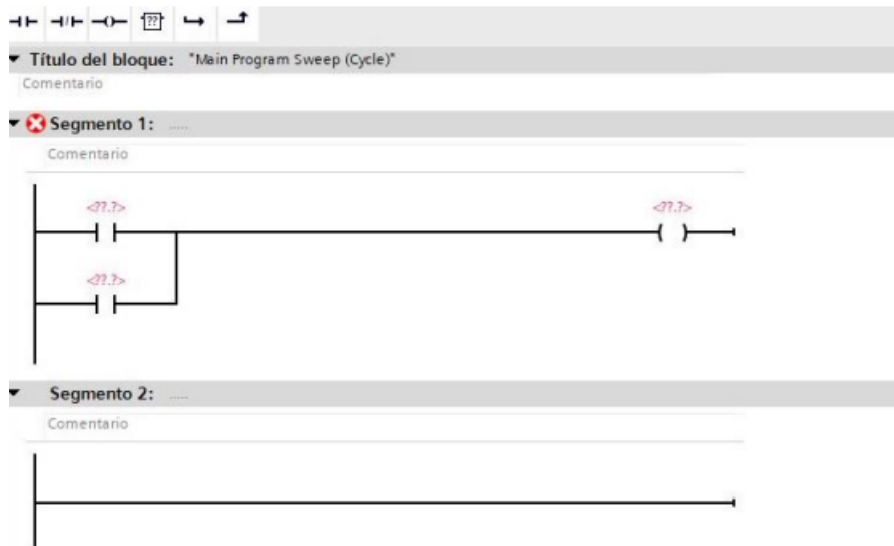 ??
Título del bloque: "Main Program Sweep (Cycle)"
Comentario
Segmento 1: .....
Comentario
<??.?> <??.?>
<??.?>
Segmento 2: .....
Comentario